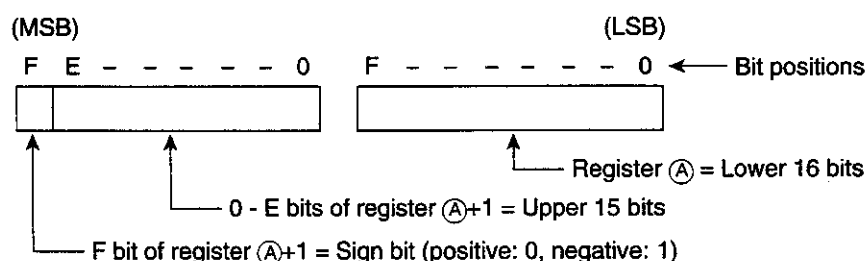 (MSB) (LSB)
F E – – – – – 0 F – – – – – – 0 Bit positions
Register Ⓐ = Lower 16 bits
0 - E bits of register Ⓐ+1 = Upper 15 bits
F bit of register Ⓐ+1 = Sign bit (positive: 0, negative: 1)